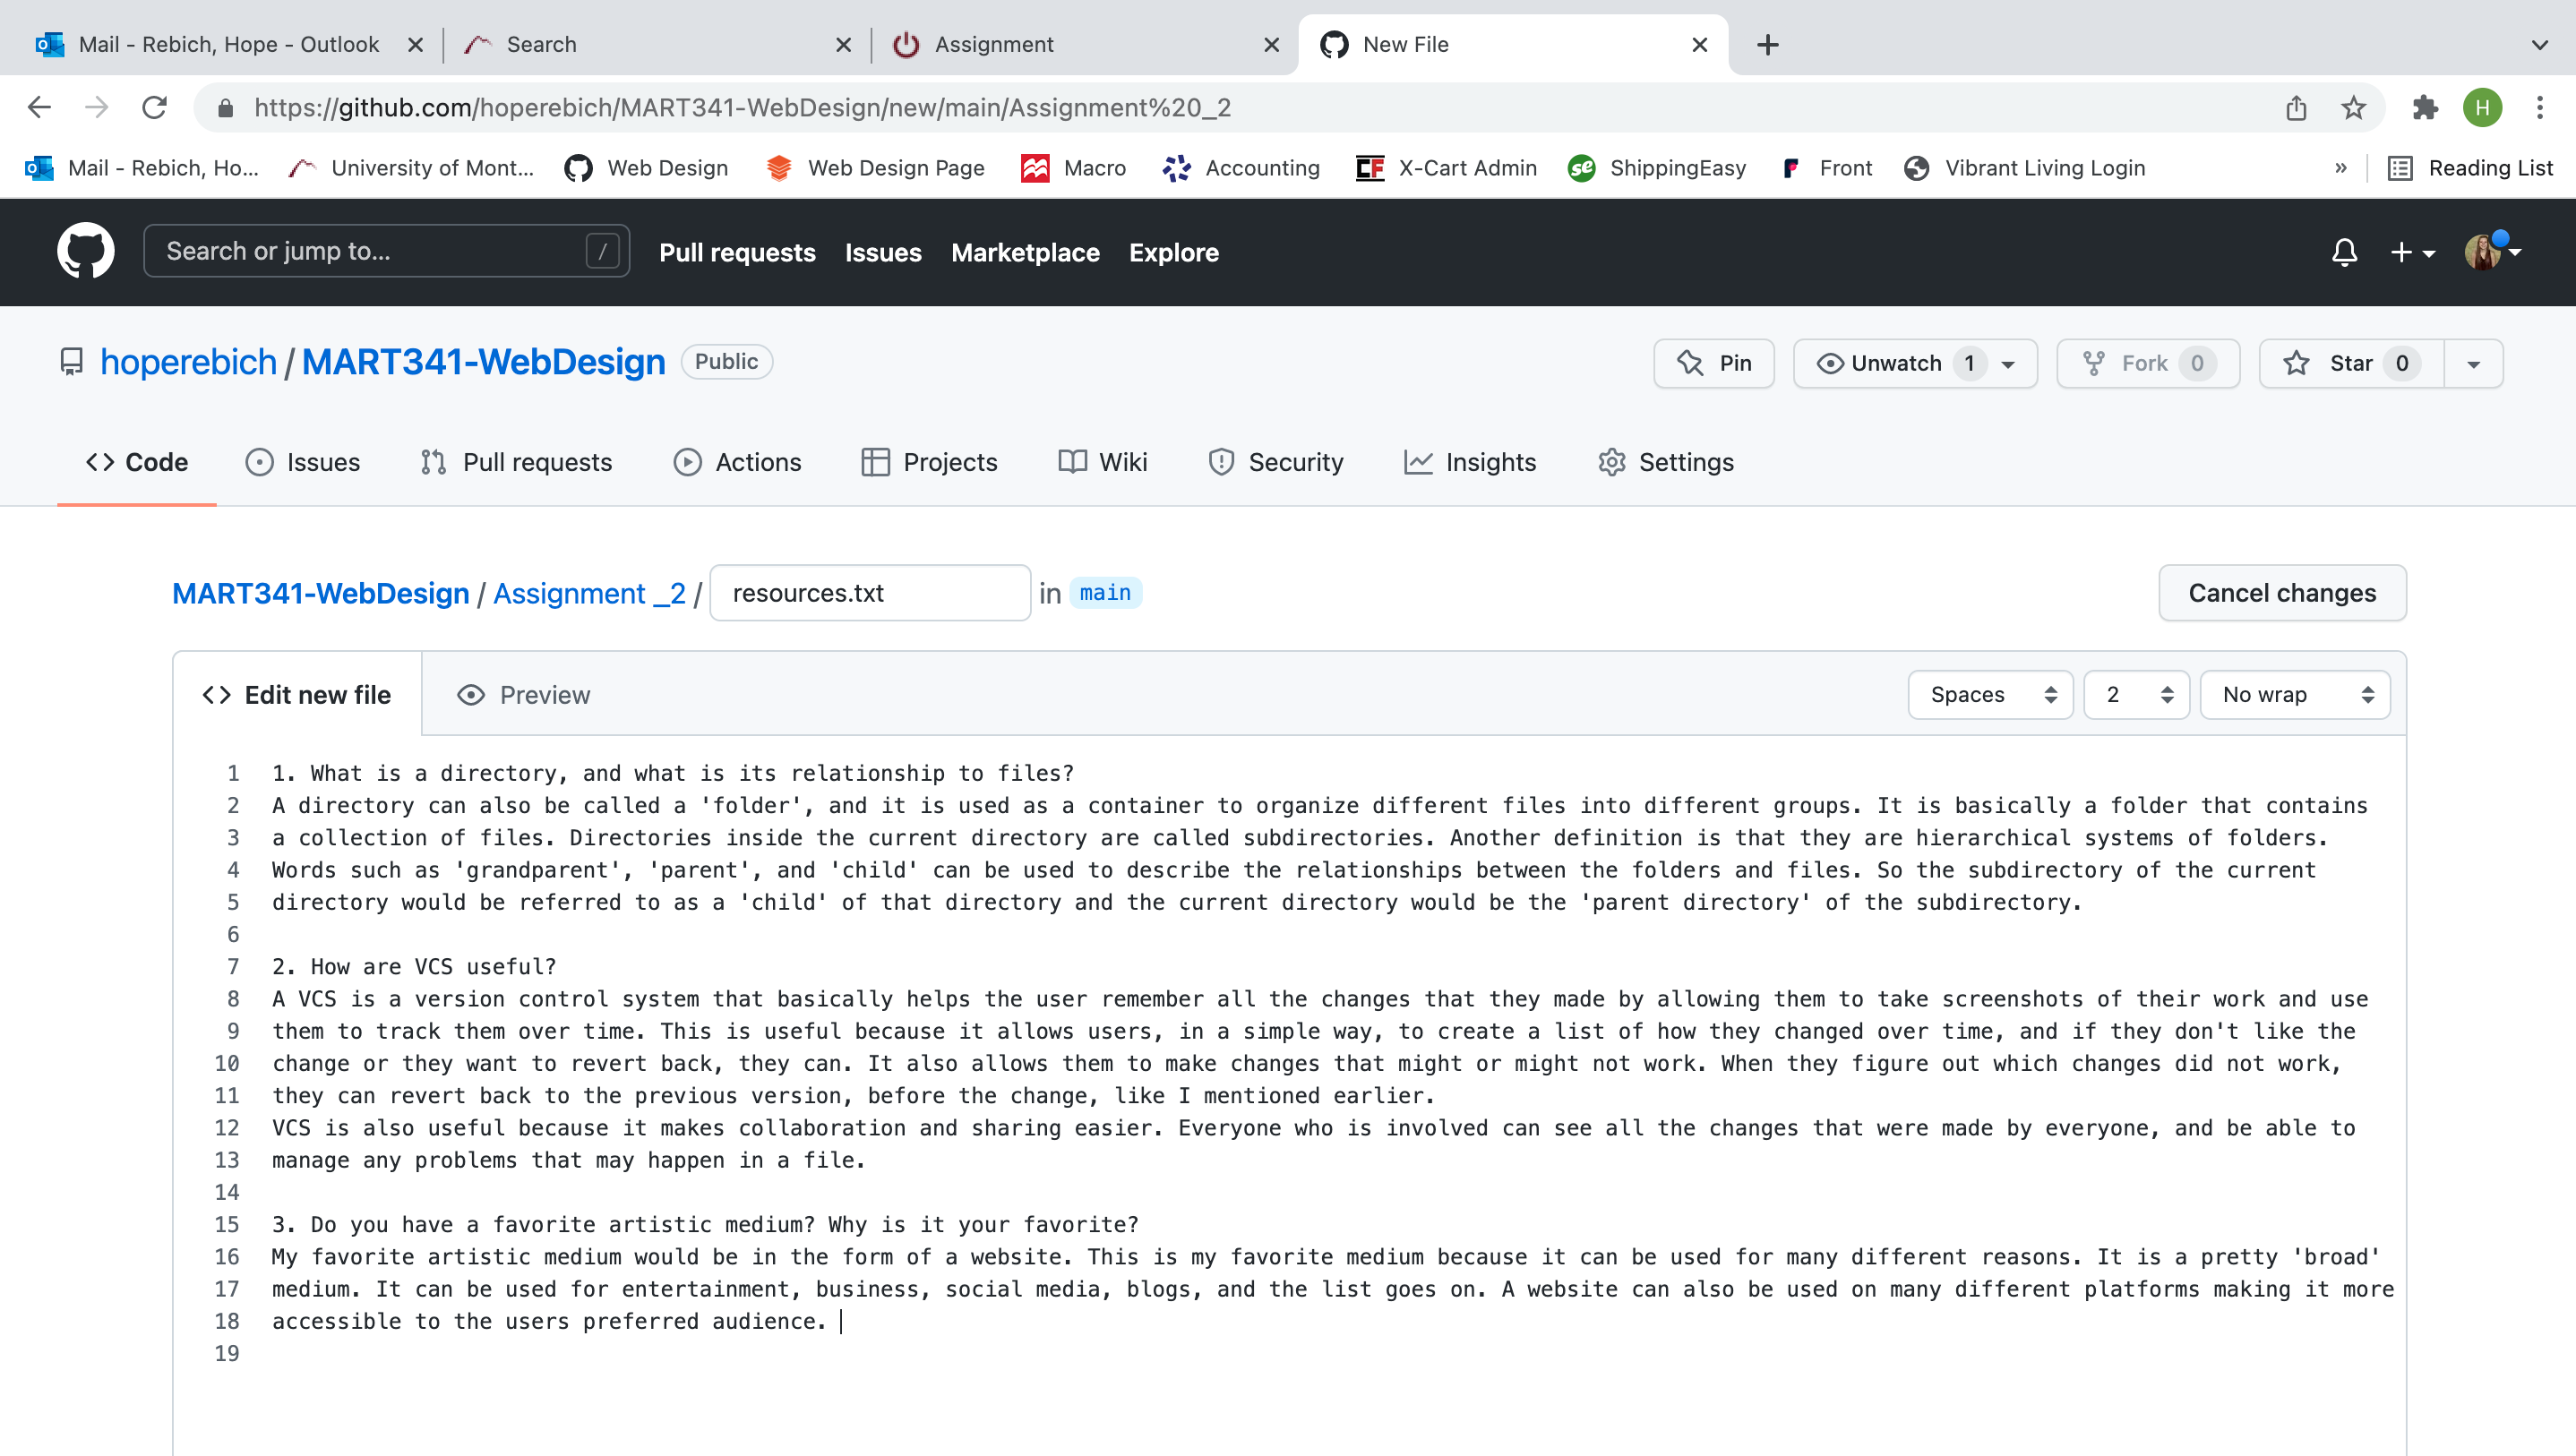 Mail - Rebich, Hope - Outlook
Search
Assignment
New File
https://github.com/hoperebich/MART341-WebDesign/new/main/Assignment%20_2
H
Mail - Rebich, Ho...
University of Mont...
Web Design
Web Design Page
Macro
Accounting
X-Cart Admin
ShippingEasy
Front
Vibrant Living Login
»
Reading List
Search or jump to... /
Pull requests
Issues
Marketplace
Explore
hoperebich / MART341-WebDesign Public
Pin
Unwatch 1
Fork 0
Star 0
Code
Issues
Pull requests
Actions
Projects
Wiki
Security
Insights
Settings
MART341-WebDesign / Assignment _2 / resources.txt in main
Cancel changes
Edit new file
Preview
Spaces
2
No wrap
1 1. What is a directory, and what is its relationship to files?
2 A directory can also be called a 'folder', and it is used as a container to organize different files into different groups. It is basically a folder that contains
3 a collection of files. Directories inside the current directory are called subdirectories. Another definition is that they are hierarchical systems of folders.
4 Words such as 'grandparent', 'parent', and 'child' can be used to describe the relationships between the folders and files. So the subdirectory of the current
5 directory would be referred to as a 'child' of that directory and the current directory would be the 'parent directory' of the subdirectory.
6
7 2. How are VCS useful?
8 A VCS is a version control system that basically helps the user remember all the changes that they made by allowing them to take screenshots of their work and use
9 them to track them over time. This is useful because it allows users, in a simple way, to create a list of how they changed over time, and if they don't like the
10 change or they want to revert back, they can. It also allows them to make changes that might or might not work. When they figure out which changes did not work,
11 they can revert back to the previous version, before the change, like I mentioned earlier.
12 VCS is also useful because it makes collaboration and sharing easier. Everyone who is involved can see all the changes that were made by everyone, and be able to
13 manage any problems that may happen in a file.
14
15 3. Do you have a favorite artistic medium? Why is it your favorite?
16 My favorite artistic medium would be in the form of a website. This is my favorite medium because it can be used for many different reasons. It is a pretty 'broad'
17 medium. It can be used for entertainment, business, social media, blogs, and the list goes on. A website can also be used on many different platforms making it more
18 accessible to the users preferred audience.
19